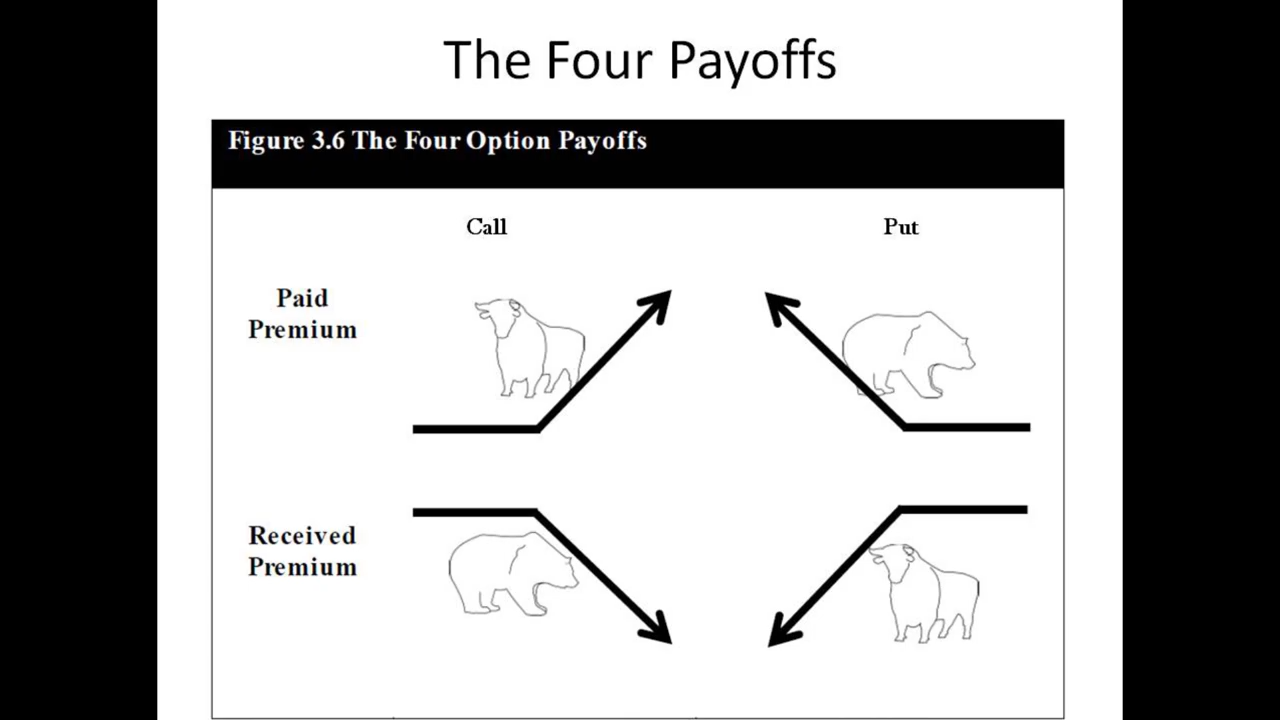 The Four Payoffs
Figure 3.6 The Four Option Payoffs
Call
Put
Paid
Premium
Received
Premium